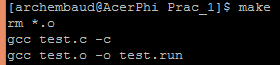 [archembaud@AcerPhi Prac_1]$ make
rm *.o
gcc test.c -c
gcc test.o -o test.run